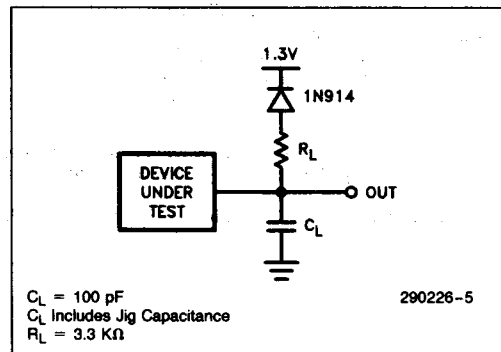 1.3V
1N914
R_L
DEVICE
UNDER
TEST
OUT
C_L
C_L = 100 pF
C_L Includes Jig Capacitance
R_L = 3.3 KΩ
290226-5